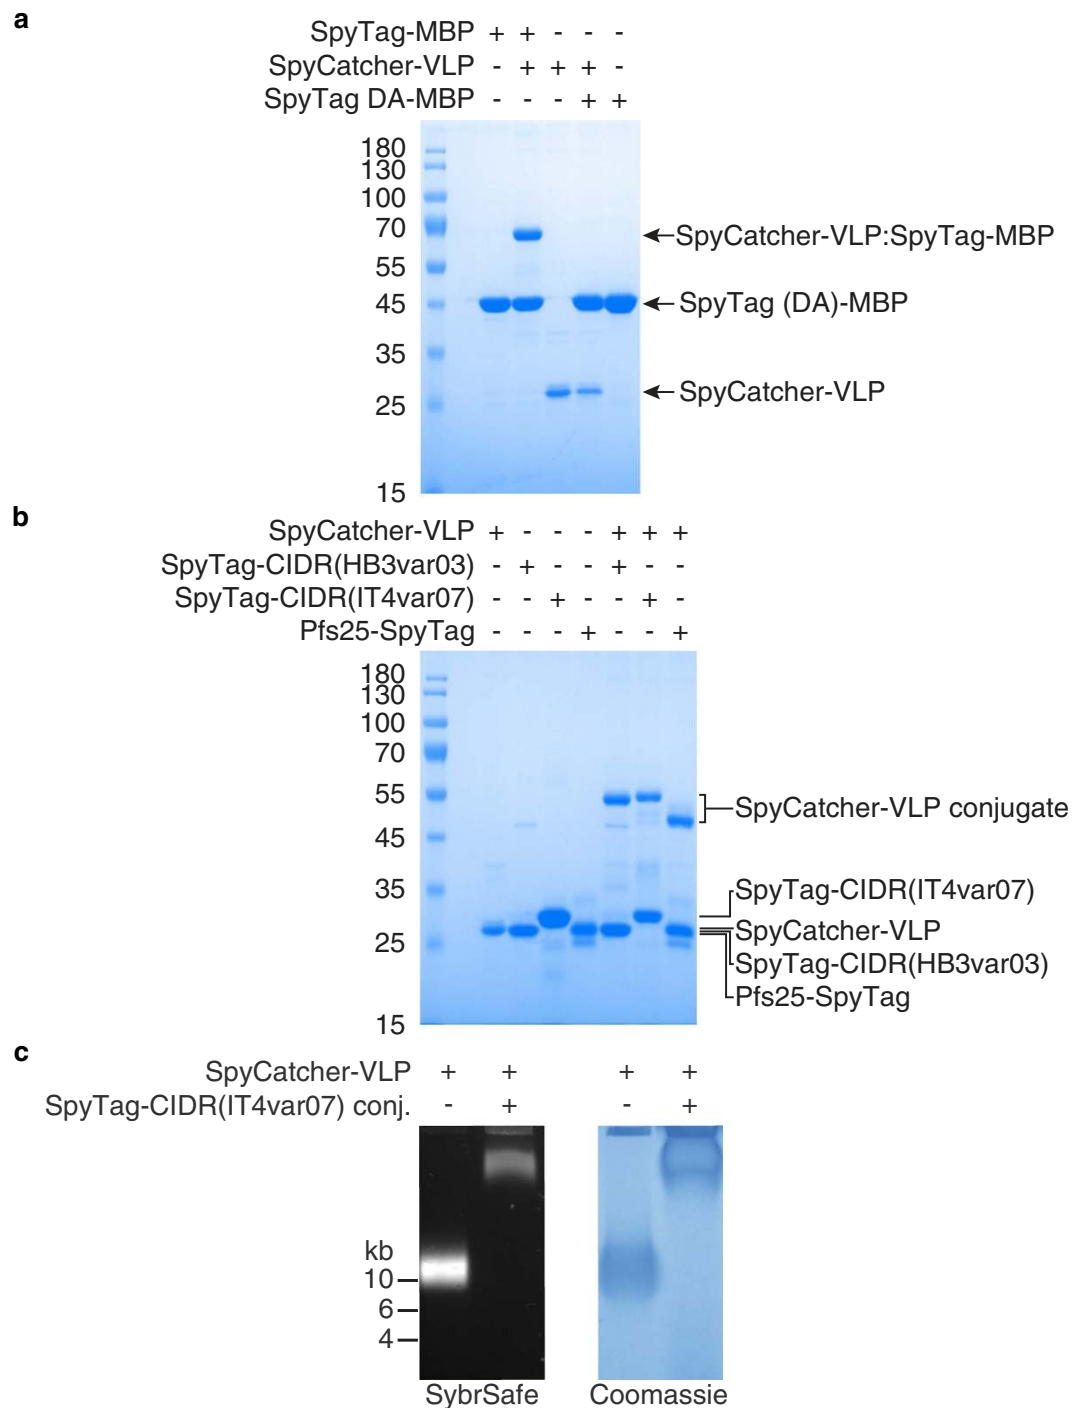 a
SpyTag-MBP + + - - -
SpyCatcher-VLP - + + + -
SpyTag DA-MBP - - - + +
180
130
100
70
SpyCatcher-VLP:SpyTag-MBP
55
45 SpyTag (DA)-MBP
35
SpyCatcher-VLP
25
15
b
SpyCatcher-VLP + - - - + + +
SpyTag-CIDR(HB3var03) - + - - + - -
SpyTag-CIDR(IT4var07) - - + - - + -
Pfs25-SpyTag - - - + - - +
180
130
100
70
55
SpyCatcher-VLP conjugate
45
35 SpyTag-CIDR(IT4var07)
SpyCatcher-VLP
25
SpyTag-CIDR(HB3var03)
Pfs25-SpyTag
15
c
SpyCatcher-VLP + + + +
SpyTag-CIDR(IT4var07) conj. - + - +
kb
10
6
4
SybrSafe Coomassie